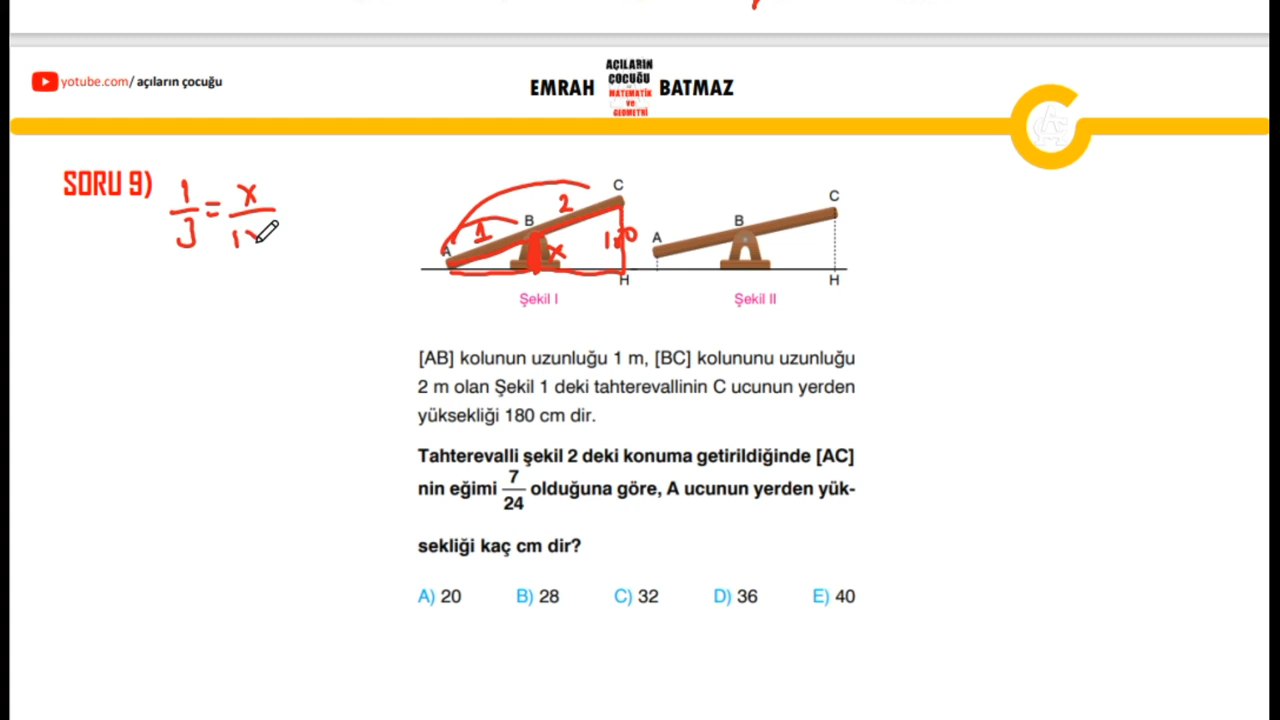 yotube.com/ açıların çocuğu
EMRAH
AÇILARIN
ÇOCUĞU
MATEMATİK
ve
GEOMETRİ
BATMAZ
SORU 9)
1/3 = x/1
A
1
B
2
C
x
180
H
A
B
C
H
Şekil I
Şekil II
[AB] kolunun uzunluğu 1 m, [BC] kolununu uzunluğu
2 m olan Şekil 1 deki tahterevallinin C ucunun yerden
yüksekliği 180 cm dir.
Tahterevalli şekil 2 deki konuma getirildiğinde [AC]
nin eğimi 7/24 olduğuna göre, A ucunun yerden yük-
sekliği kaç cm dir?
A) 20 B) 28 C) 32 D) 36 E) 40